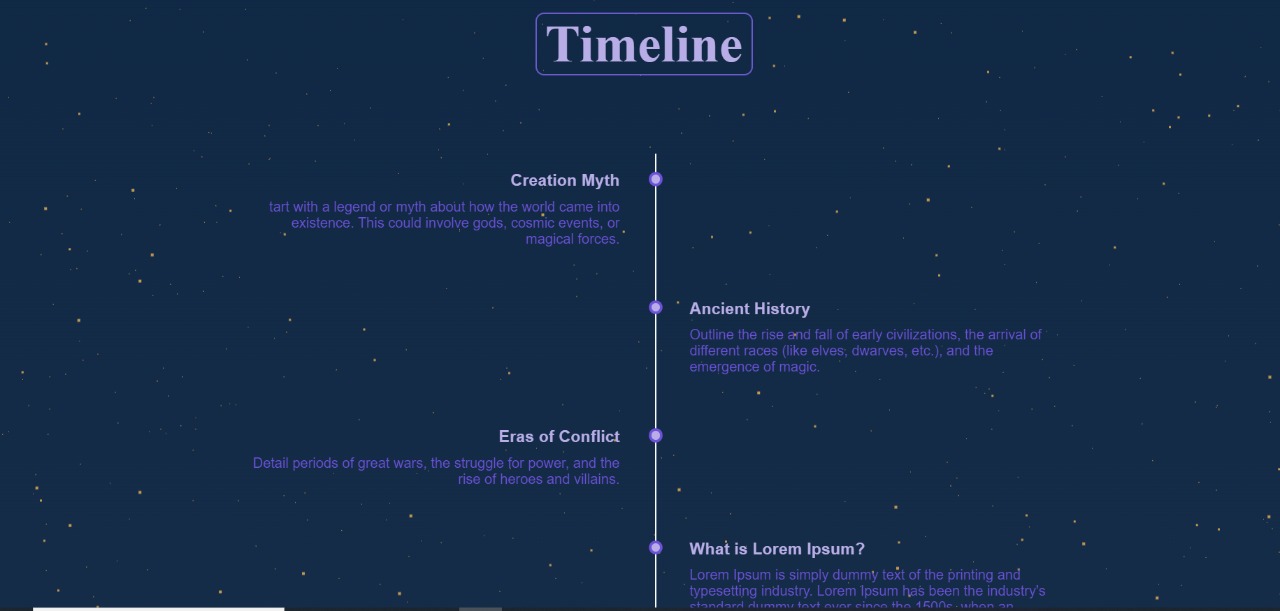 Timeline
Creation Myth
tart with a legend or myth about how the world came into
existence. This could involve gods, cosmic events, or
magical forces.
Ancient History
Outline the rise and fall of early civilizations, the arrival of
different races (like elves, dwarves, etc.), and the
emergence of magic.
Eras of Conflict
Detail periods of great wars, the struggle for power, and the
rise of heroes and villains.
What is Lorem Ipsum?
Lorem Ipsum is simply dummy text of the printing and
typesetting industry. Lorem Ipsum has been the industry's
standard dummy text ever since the 1500s, when an